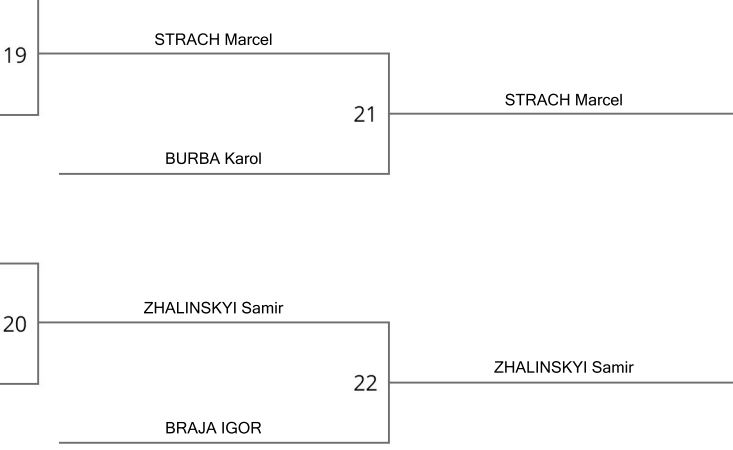 STRACH Marcel
19
21
STRACH Marcel
BURBA Karol
ZHALINSKYI Samir
20
22
ZHALINSKYI Samir
BRAJA IGOR